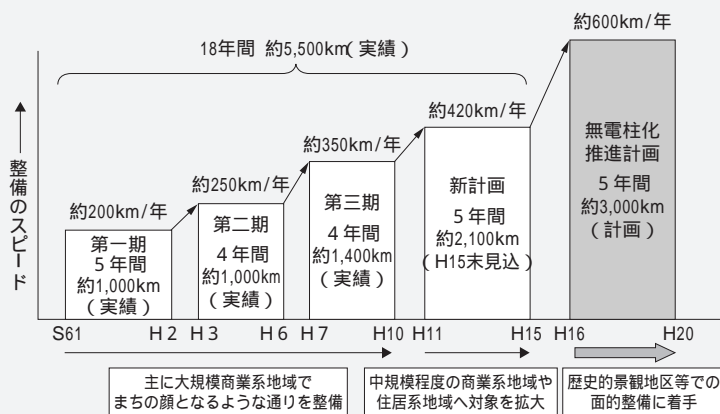 18年間 約5,500km(実績)
約600km/年
約420km/年
約350km/年
約250km/年
約200km/年
整備のスピード
第一期
5年間
約1,000km
(実績)
第二期
4年間
約1,000km
(実績)
第三期
4年間
約1,400km
(実績)
新計画
5年間
約2,100km
(H15末見込)
無電柱化
推進計画
5年間
約3,000km
(計画)
S61 H2 H3 H6 H7 H10 H11 H15 H16 H20
主に大規模商業系地域で
まちの顔となるような通りを整備
中規模程度の商業系地域や
住居系地域へ対象を拡大
歴史的景観地区等での
面的整備に着手